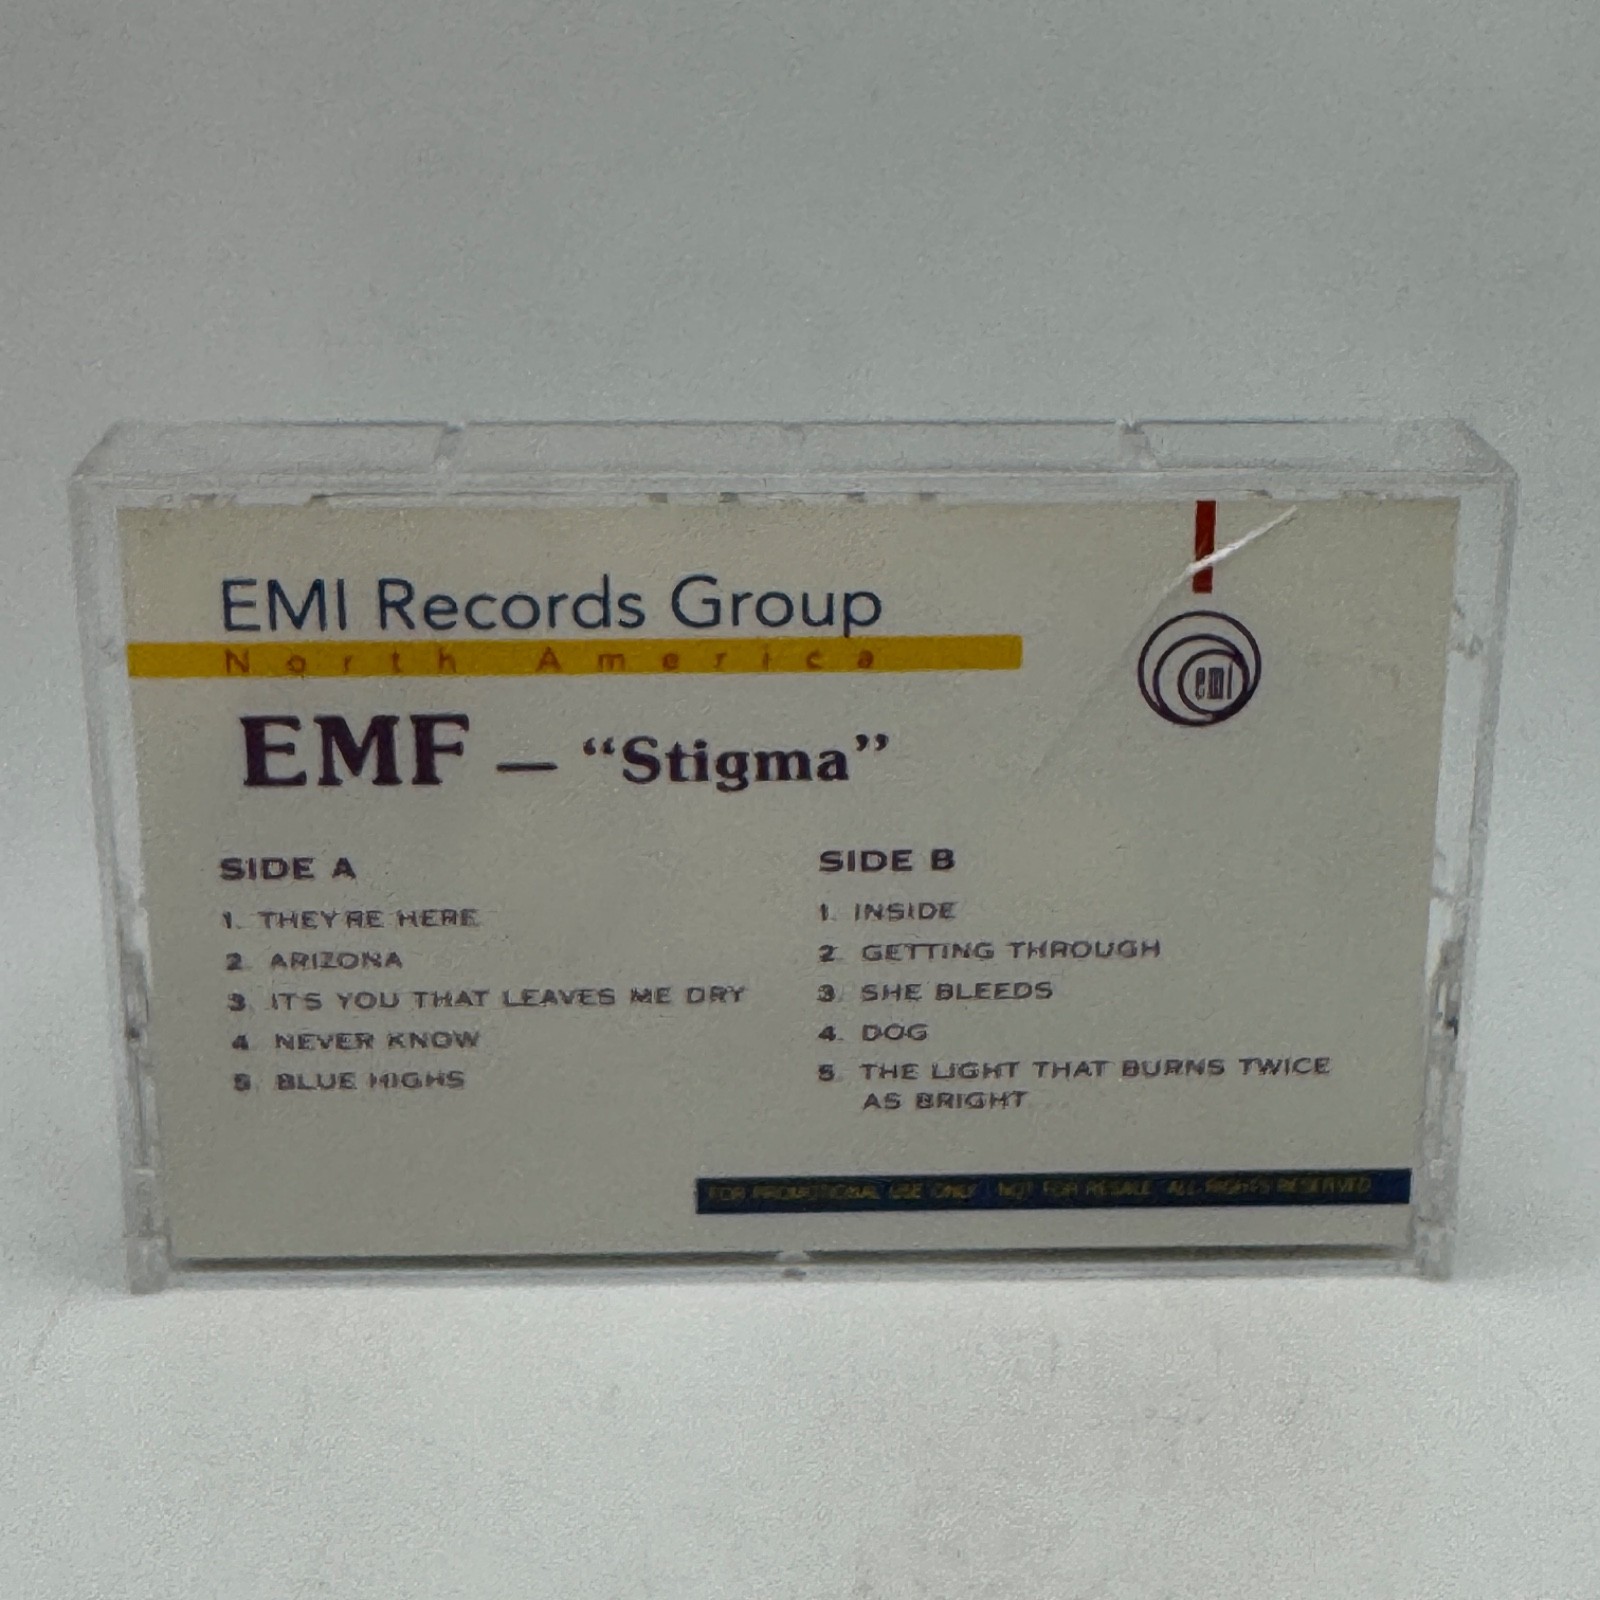 EMI Records Group
North America
emi
EMF – “Stigma”
SIDE A
1. THEY'RE HERE
2. ARIZONA
3. IT'S YOU THAT LEAVES ME DRY
4. NEVER KNOW
5. BLUE HIGHS
SIDE B
1. INSIDE
2. GETTING THROUGH
3. SHE BLEEDS
4. DOG
5. THE LIGHT THAT BURNS TWICE
AS BRIGHT
FOR PROMOTIONAL USE ONLY NOT FOR RESALE ALL RIGHTS RESERVED